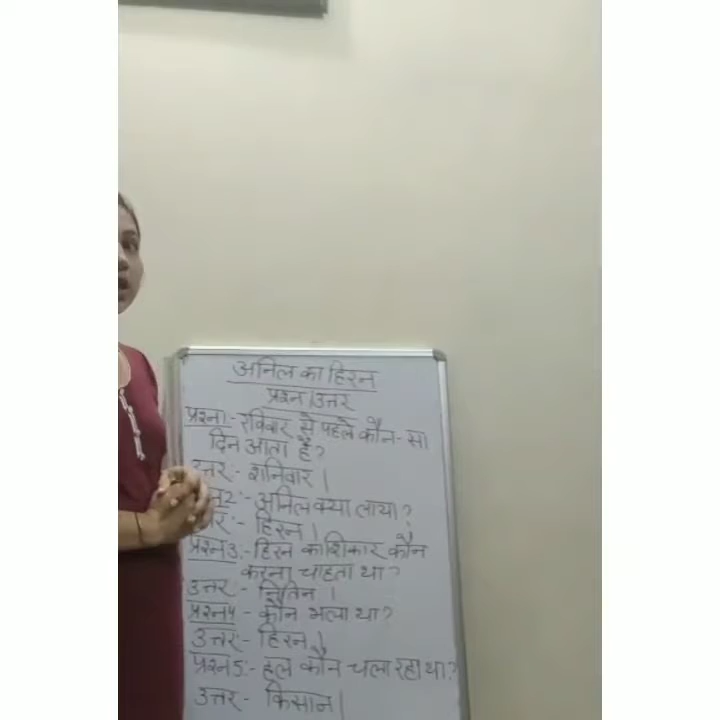 अनिल का हिरन
प्रश्न।उत्तर
प्रश्न1:- रविवार से पहले कौन-सा
दिन आता है?
उत्तर:- शनिवार।
2:- अनिल क्या लाया?
:- हिरन।
प्रश्न3:- हिरन का शिकार कौन
करना चाहता था?
उत्तर:- नितिन।
प्रश्न4:- कौन भला था?
उत्तर:- हिरन।
प्रश्न5:- हल कौन चला रहा था?
उत्तर:- किसान।